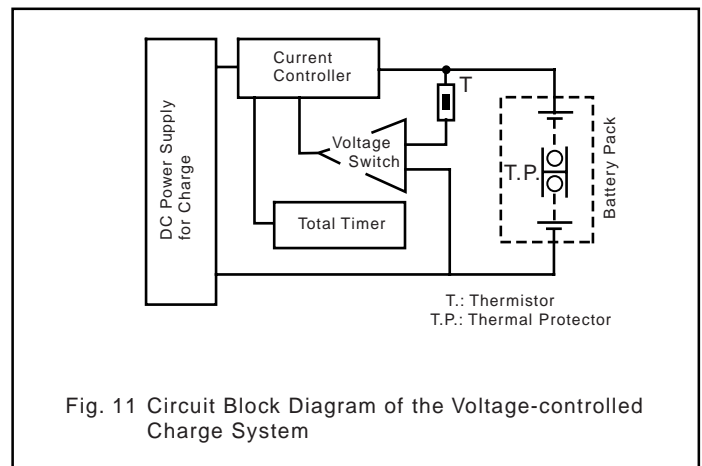 DC Power Supply
for Charge
Current
Controller
T
Voltage
Switch
Total Timer
T.P.
Battery Pack
T.: Thermistor
T.P.: Thermal Protector
Fig. 11 Circuit Block Diagram of the Voltage-controlled
Charge System